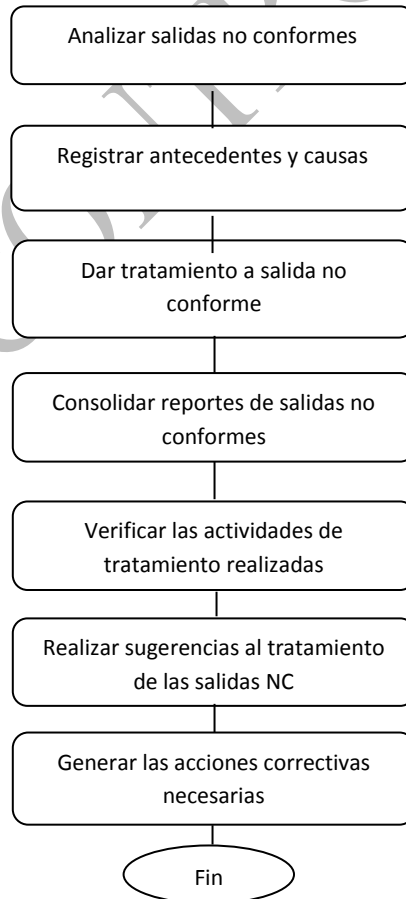 Analizar salidas no conformes
Registrar antecedentes y causas
Dar tratamiento a salida no
conforme
Consolidar reportes de salidas no
conformes
Verificar las actividades de
tratamiento realizadas
Realizar sugerencias al tratamiento
de las salidas NC
Generar las acciones correctivas
necesarias
Fin